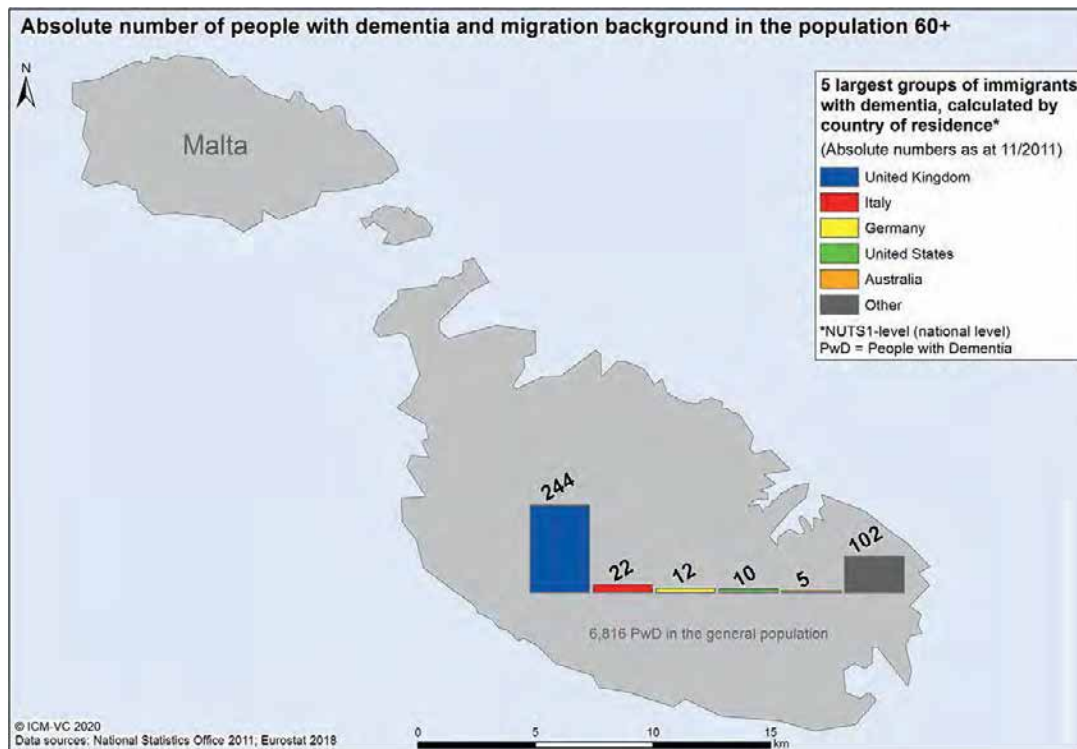 Absolute number of people with dementia and migration background in the population 60+
N
Malta
5 largest groups of immigrants
with dementia, calculated by
country of residence*
(Absolute numbers as at 11/2011)
United Kingdom
Italy
Germany
United States
Australia
Other
*NUTS1-level (national level)
PwD = People with Dementia
244
22
12
10
5
102
6,816 PwD in the general population
© ICM-VC 2020
Data sources: National Statistics Office 2011; Eurostat 2018
0 5 10 15
km